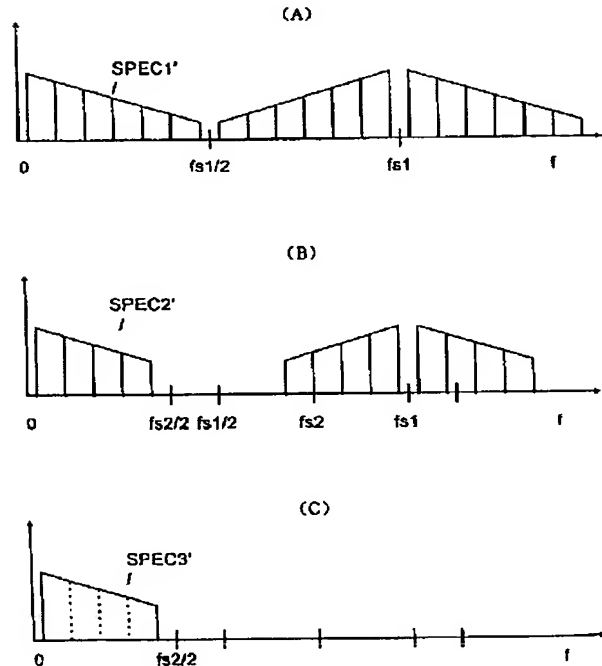 (A)
SPEC1'
0 fs1/2 fs1 f
(B)
SPEC2'
0 fs2/2 fs1/2 fs2 fs1 f
(C)
SPEC3'
0 fs2/2 f